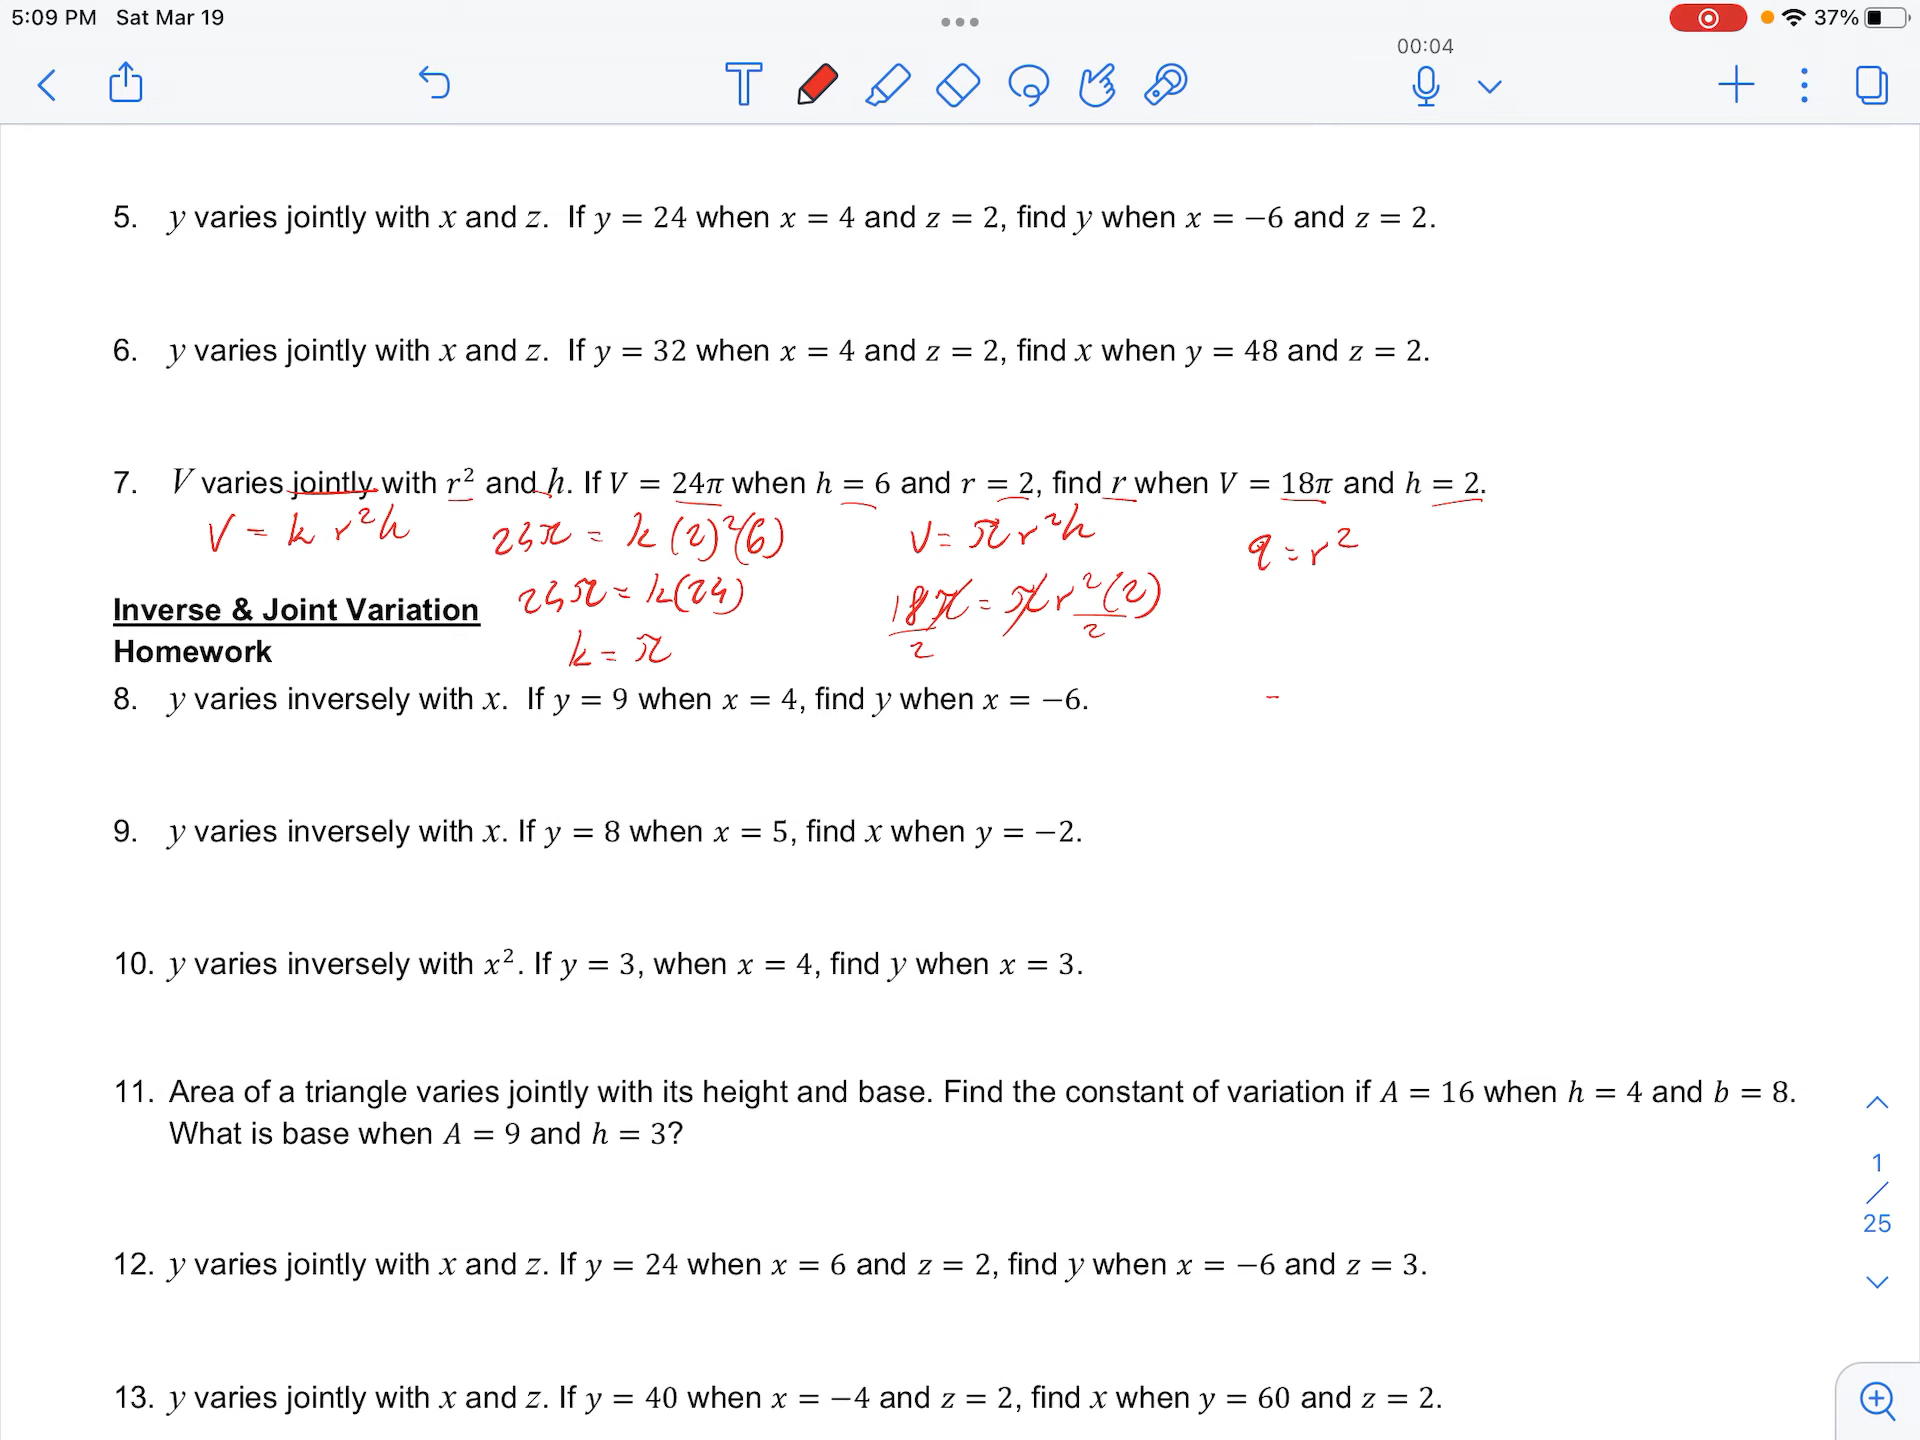 5:09 PM Sat Mar 19
37%
00:04
5. y varies jointly with x and z. If y = 24 when x = 4 and z = 2, find y when x = −6 and z = 2.
6. y varies jointly with x and z. If y = 32 when x = 4 and z = 2, find x when y = 48 and z = 2.
7. V varies jointly with r² and h. If V = 24π when h = 6 and r = 2, find r when V = 18π and h = 2.
V = k r²h
24π = k (2)²(6)
V = π r²h
9 = r²
24π = k(24)
18π/2 = π r²(2)/2
k = π
Inverse & Joint Variation
Homework
8. y varies inversely with x. If y = 9 when x = 4, find y when x = −6.
9. y varies inversely with x. If y = 8 when x = 5, find x when y = −2.
10. y varies inversely with x². If y = 3, when x = 4, find y when x = 3.
11. Area of a triangle varies jointly with its height and base. Find the constant of variation if A = 16 when h = 4 and b = 8.
What is base when A = 9 and h = 3?
12. y varies jointly with x and z. If y = 24 when x = 6 and z = 2, find y when x = −6 and z = 3.
13. y varies jointly with x and z. If y = 40 when x = −4 and z = 2, find x when y = 60 and z = 2.
1
/
25